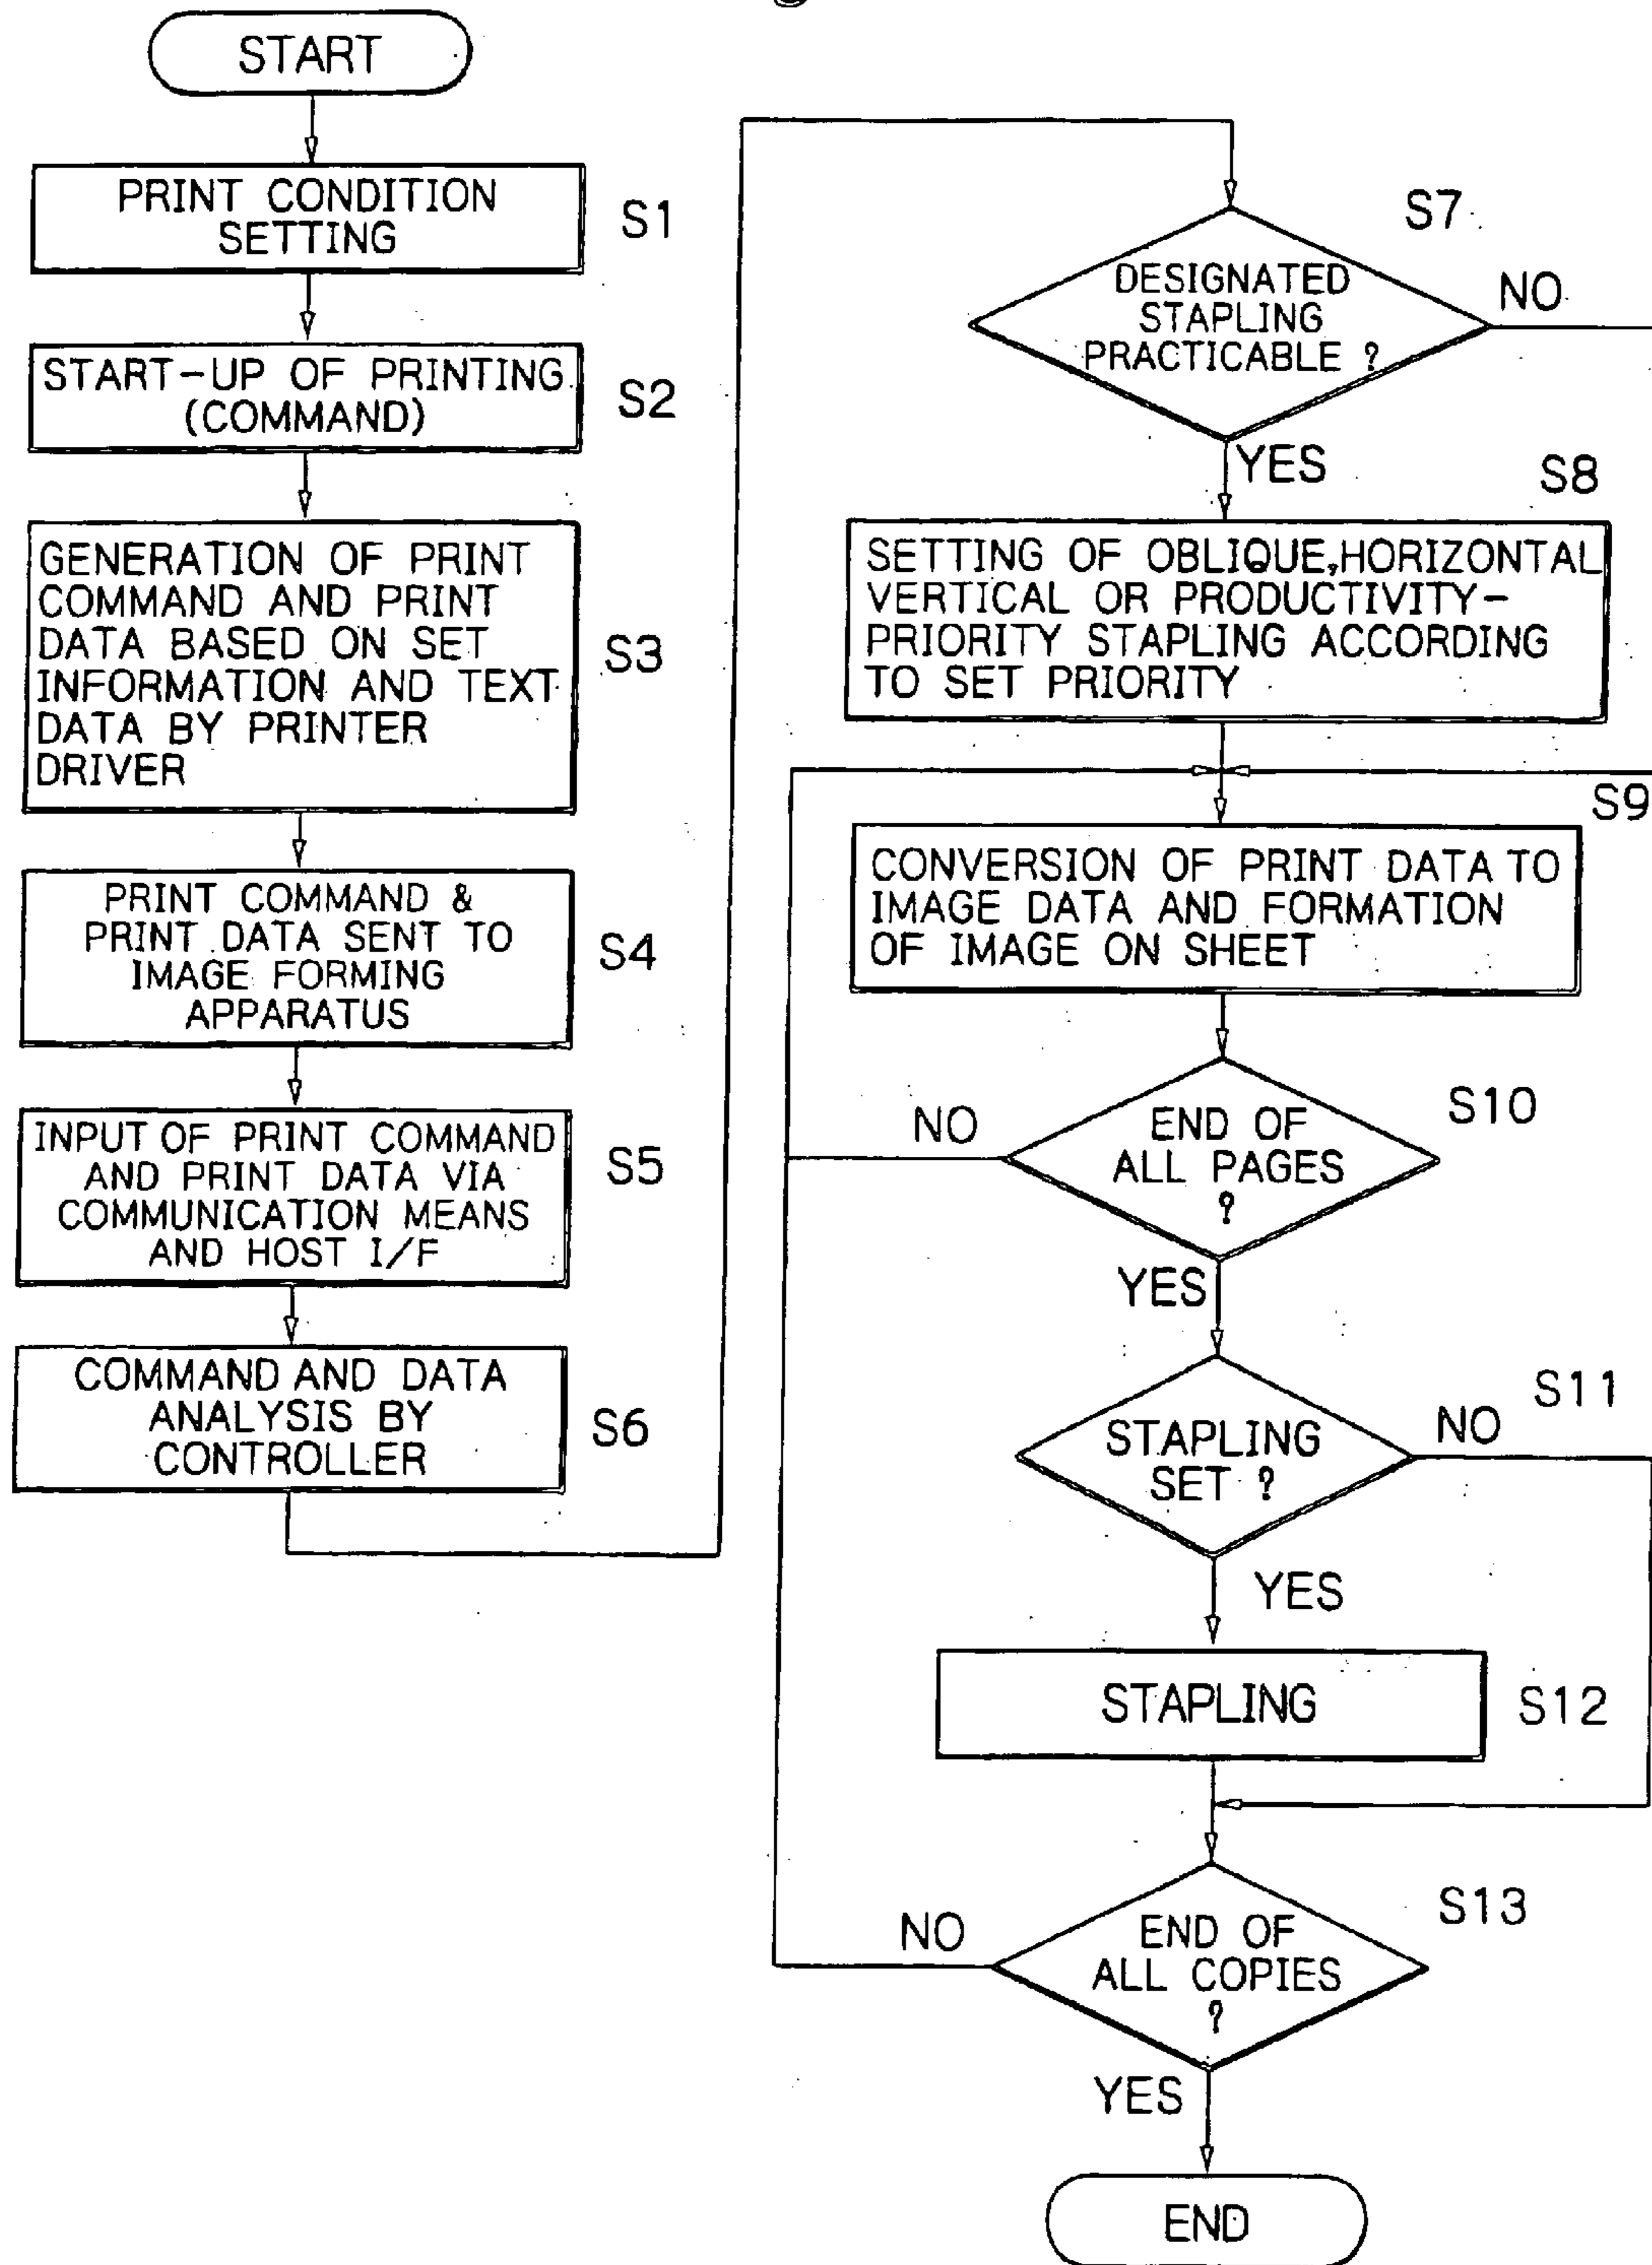 START
PRINT CONDITION
SETTING
S1
START-UP OF PRINTING
(COMMAND)
S2
GENERATION OF PRINT
COMMAND AND PRINT
DATA BASED ON SET
INFORMATION AND TEXT
DATA BY PRINTER
DRIVER
S3
PRINT COMMAND &
PRINT DATA SENT TO
IMAGE FORMING
APPARATUS
S4
INPUT OF PRINT COMMAND
AND PRINT DATA VIA
COMMUNICATION MEANS
AND HOST I/F
S5
COMMAND AND DATA
ANALYSIS BY
CONTROLLER
S6
S7
DESIGNATED
STAPLING
PRACTICABLE ?
NO
YES
S8
SETTING OF OBLIQUE,HORIZONTAL
VERTICAL OR PRODUCTIVITY-
PRIORITY STAPLING ACCORDING
TO SET PRIORITY
S9
CONVERSION OF PRINT DATA TO
IMAGE DATA AND FORMATION
OF IMAGE ON SHEET
S10
NO
END OF
ALL PAGES
?
YES
S11
STAPLING
SET ?
NO
YES
STAPLING
S12
S13
NO
END OF
ALL COPIES
?
YES
END